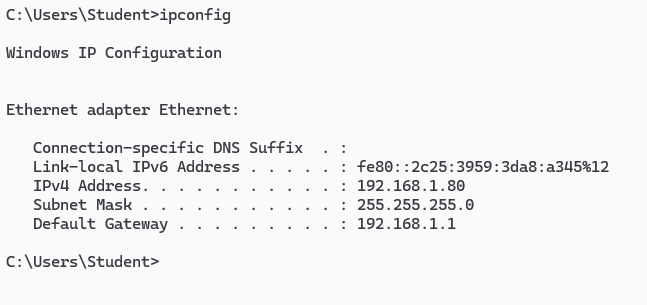 C:\Users\Student>ipconfig
Windows IP Configuration
Ethernet adapter Ethernet:
Connection-specific DNS Suffix  . :
Link-local IPv6 Address . . . . . : fe80::2c25:3959:3da8:a345%12
IPv4 Address. . . . . . . . . . . : 192.168.1.80
Subnet Mask . . . . . . . . . . . : 255.255.255.0
Default Gateway . . . . . . . . . : 192.168.1.1
C:\Users\Student>